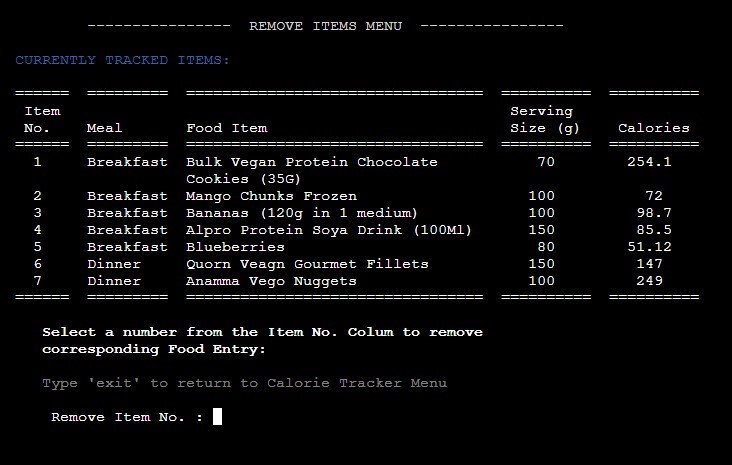 ----------------  REMOVE ITEMS MENU  ----------------
CURRENTLY TRACKED ITEMS:
======  =========  =================================  ==========  ==========
Item Serving
No. Meal Food Item Size (g) Calories
======  =========  =================================  ==========  ==========
1 Breakfast Bulk Vegan Protein Chocolate 70 254.1
Cookies (35G)
2 Breakfast Mango Chunks Frozen 100 72
3 Breakfast Bananas (120g in 1 medium) 100 98.7
4 Breakfast Alpro Protein Soya Drink (100Ml) 150 85.5
5 Breakfast Blueberries 80 51.12
6 Dinner Quorn Veagn Gourmet Fillets 150 147
7 Dinner Anamma Vego Nuggets 100 249
======  =========  =================================  ==========  ==========
Select a number from the Item No. Colum to remove
corresponding Food Entry:
Type 'exit' to return to Calorie Tracker Menu
Remove Item No. :